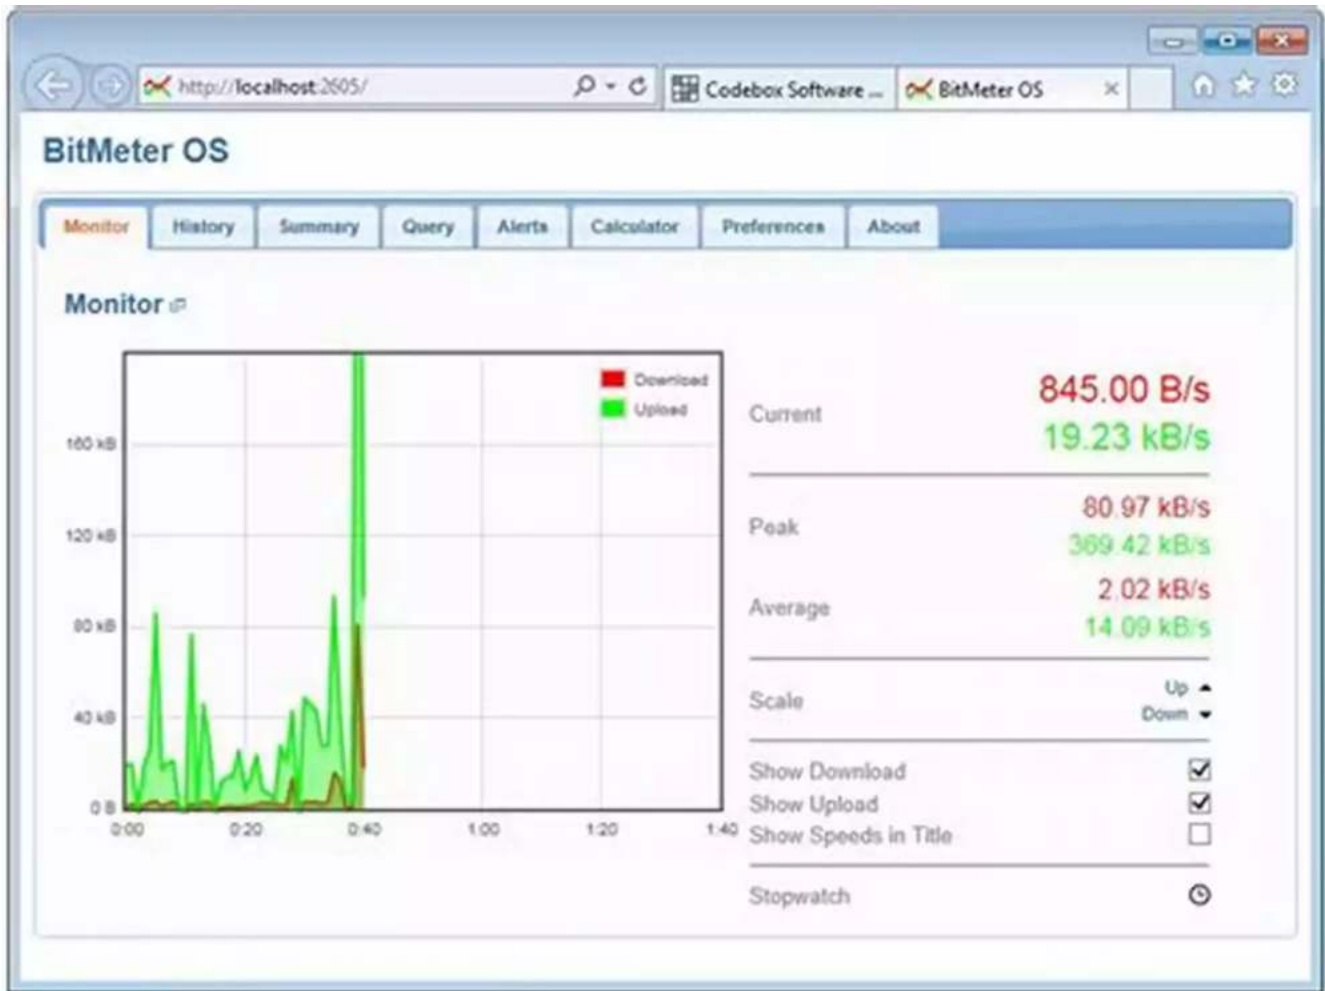 http://localhost:2605/
Codebox Software ...
BitMeter OS
BitMeter OS
Monitor
History
Summary
Query
Alerts
Calculator
Preferences
About
Monitor
Download
Upload
160 kB
120 kB
80 kB
40 kB
0 B
0:00
0:20
0:40
1:00
1:20
1:40
Current
845.00 B/s
19.23 kB/s
Peak
80.97 kB/s
369.42 kB/s
Average
2.02 kB/s
14.09 kB/s
Scale
Up
Down
Show Download
Show Upload
Show Speeds in Title
Stopwatch